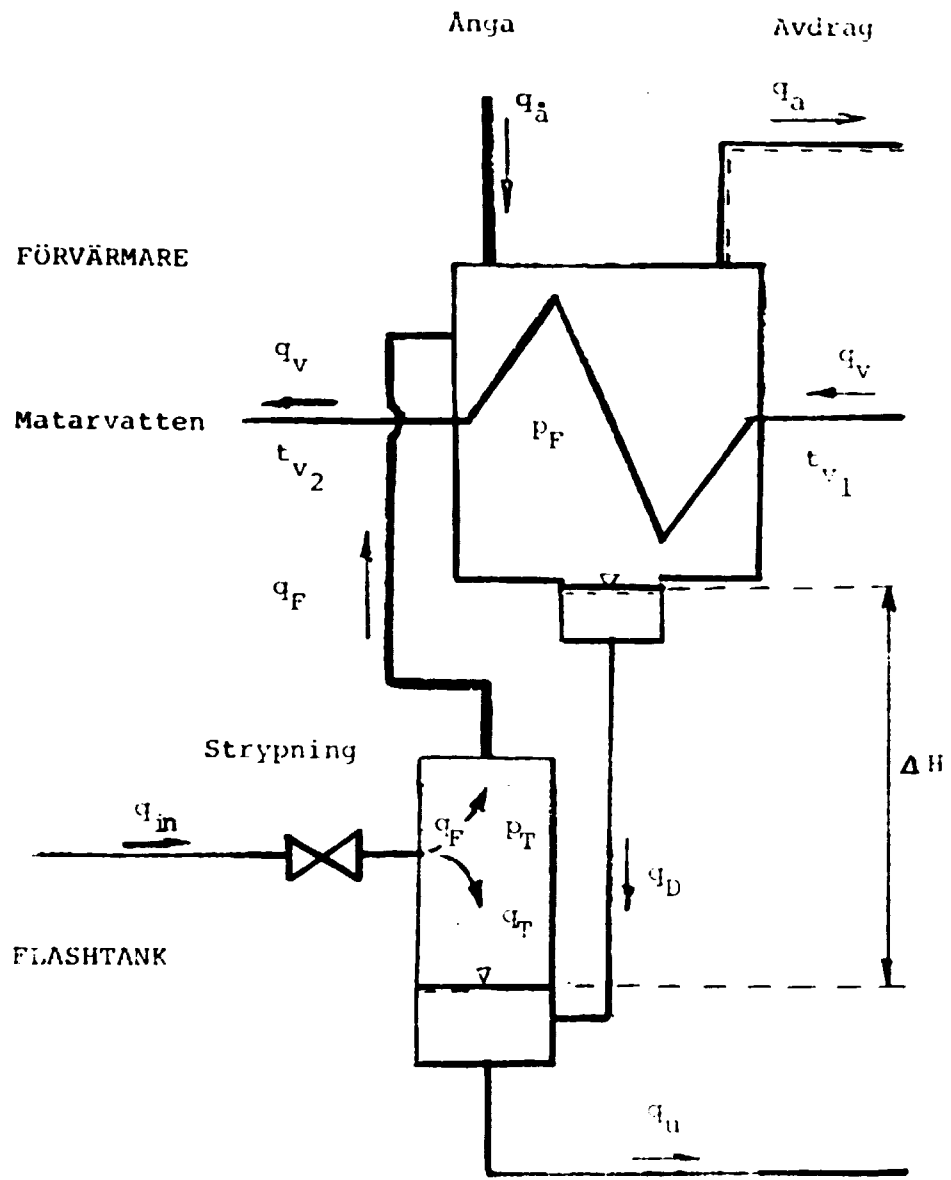 Ånga
Avdrag
q_å
q_a
FÖRVÄRMARE
q_v
q_v
Matarvatten
p_F
t_v2
t_v1
q_F
Strypning
ΔH
q_in
q_F
p_T
q_D
q_T
FLASHTANK
q_u